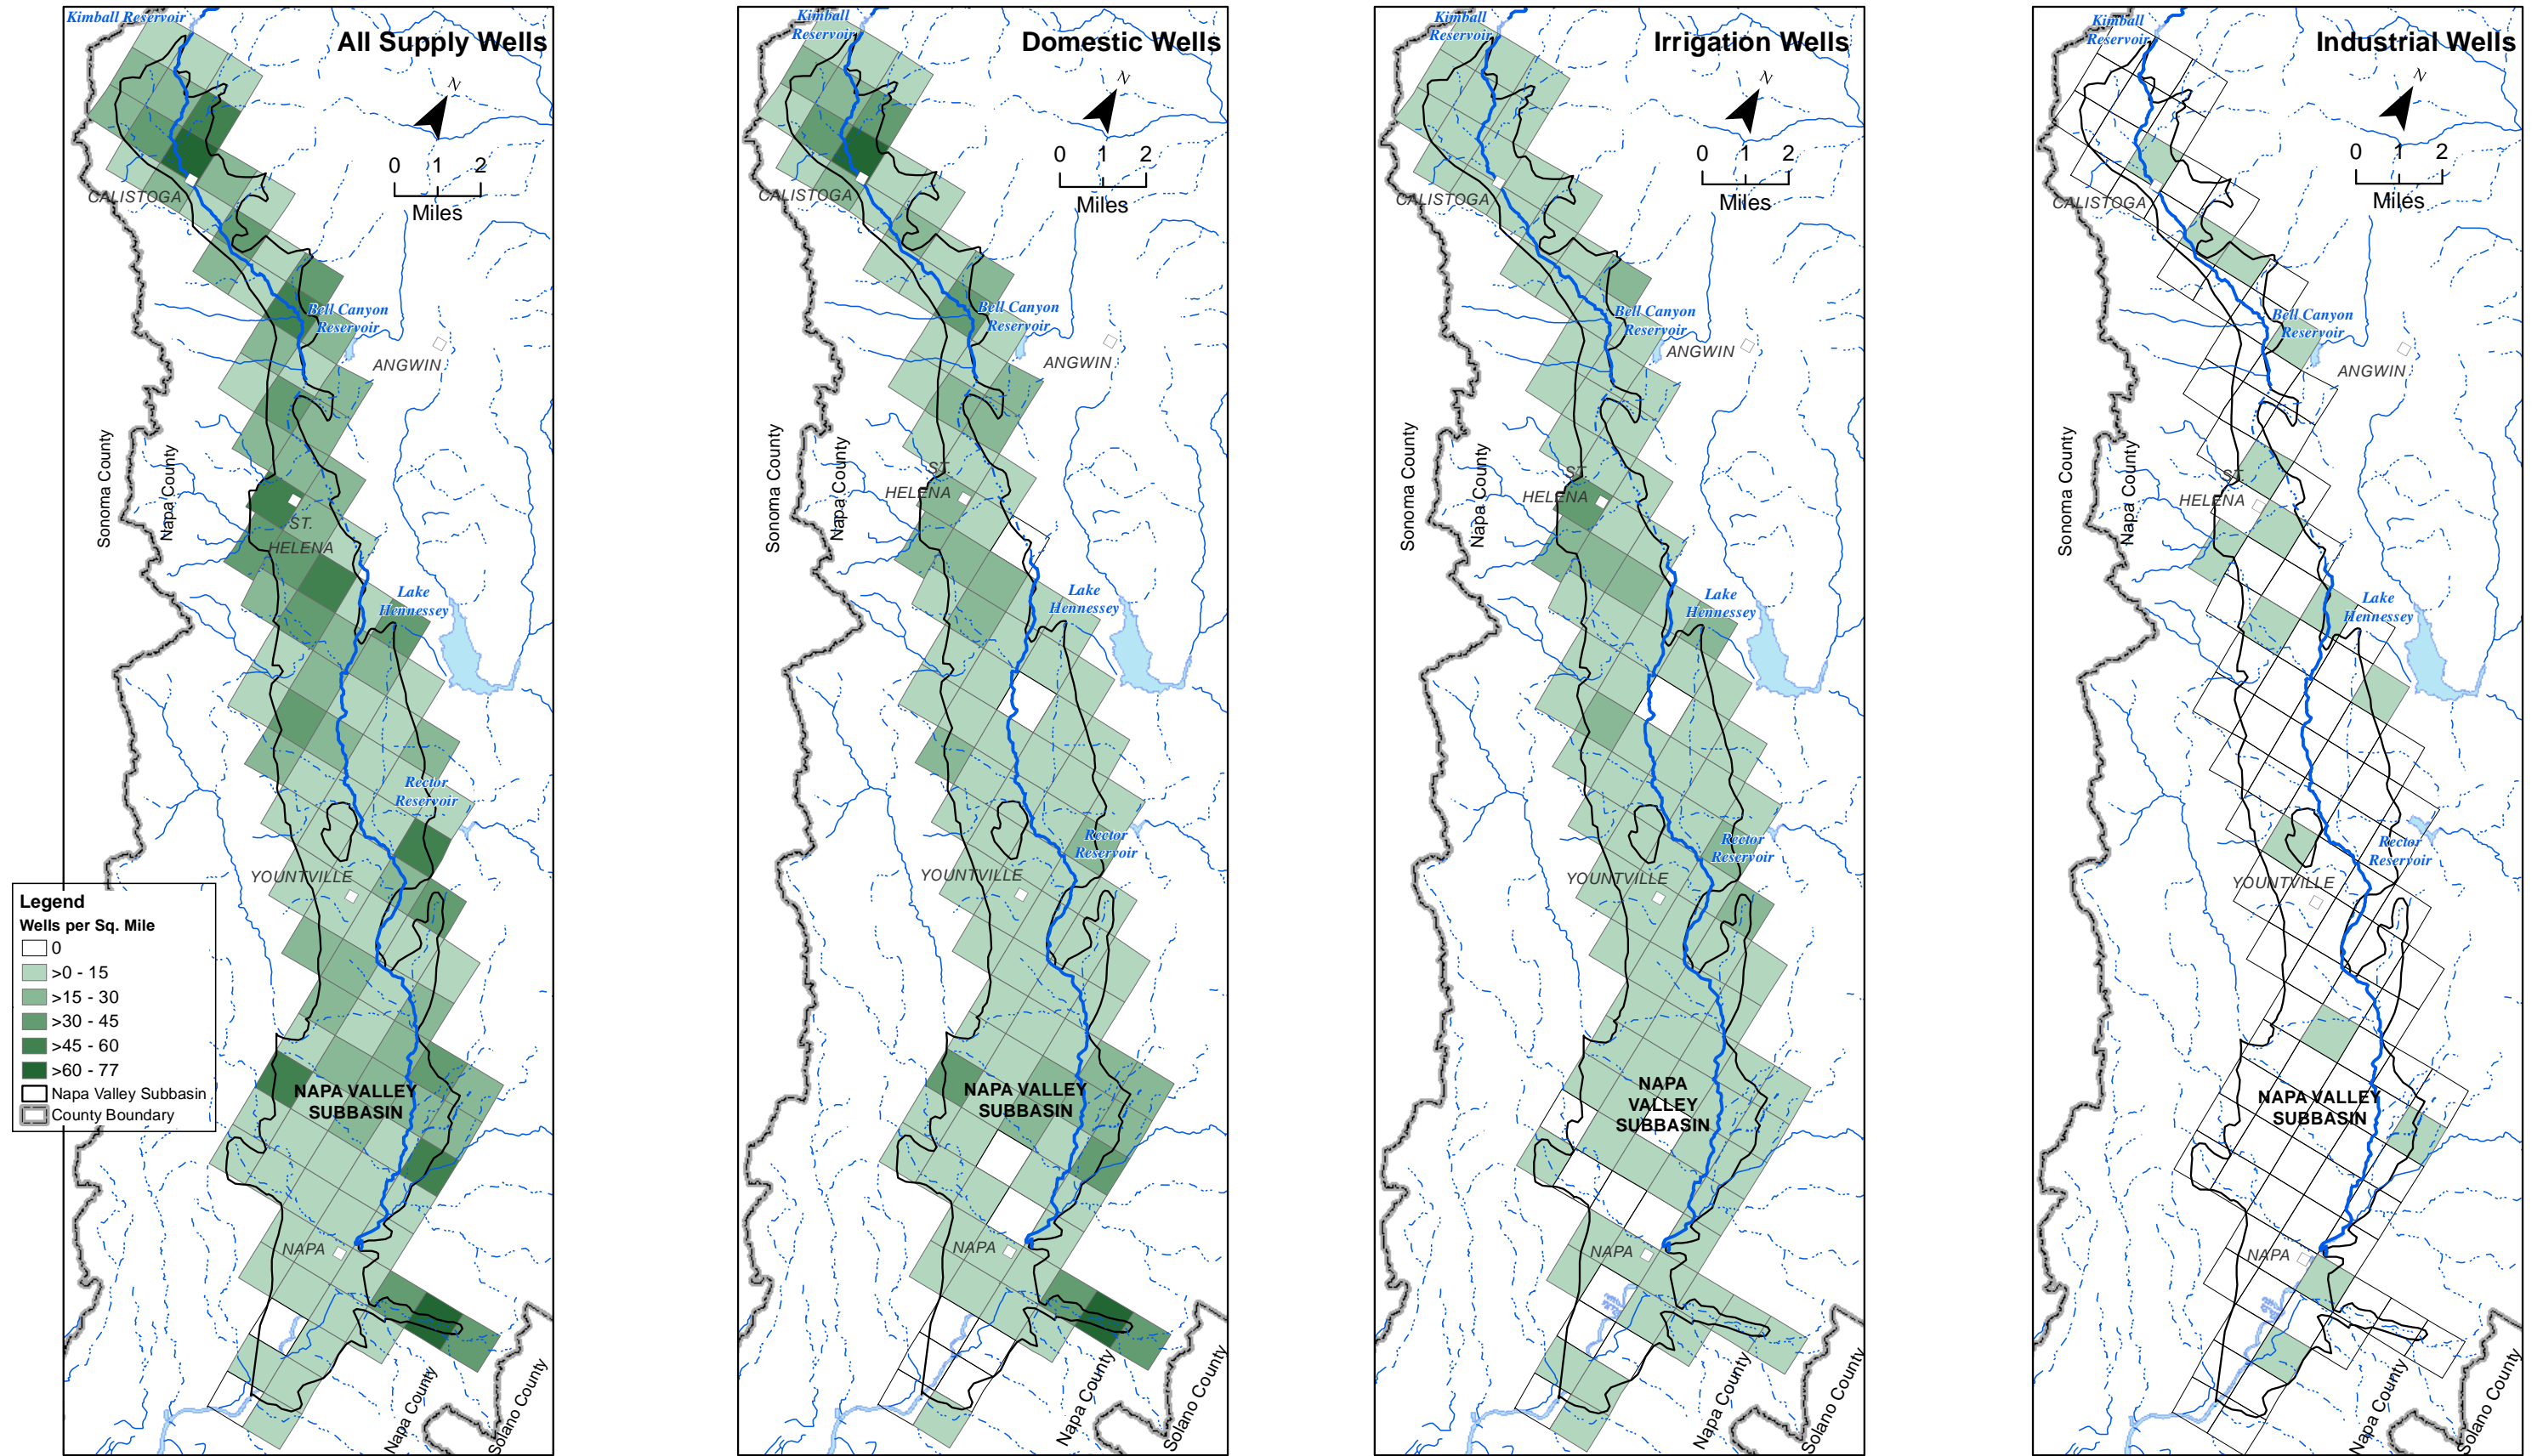 All Supply Wells
Kimball Reservoir
N
0 1 2
Miles
CALISTOGA
Bell Canyon
Reservoir
ANGWIN
Sonoma County
Napa County
ST.
HELENA
Lake
Hennessey
Rector
Reservoir
YOUNTVILLE
NAPA VALLEY
SUBBASIN
NAPA
Napa County
Solano County
Legend
Wells per Sq. Mile
0
>0 - 15
>15 - 30
>30 - 45
>45 - 60
>60 - 77
Napa Valley Subbasin
County Boundary
Domestic Wells
Kimball
Reservoir
N
0 1 2
Miles
CALISTOGA
Bell Canyon
Reservoir
ANGWIN
Sonoma County
Napa County
ST.
HELENA
Lake
Hennessey
Rector
Reservoir
YOUNTVILLE
NAPA VALLEY
SUBBASIN
NAPA
Napa County
Solano County
Irrigation Wells
Kimball
Reservoir
N
0 1 2
Miles
CALISTOGA
Bell Canyon
Reservoir
ANGWIN
Sonoma County
Napa County
ST.
HELENA
Lake
Hennessey
Rector
Reservoir
YOUNTVILLE
NAPA
VALLEY
SUBBASIN
NAPA
Napa County
Solano County
Industrial Wells
Kimball
Reservoir
N
0 1 2
Miles
CALISTOGA
Bell Canyon
Reservoir
ANGWIN
Sonoma County
Napa County
ST.
HELENA
Lake
Hennessey
Rector
Reservoir
YOUNTVILLE
NAPA VALLEY
SUBBASIN
NAPA
Napa County
Solano County